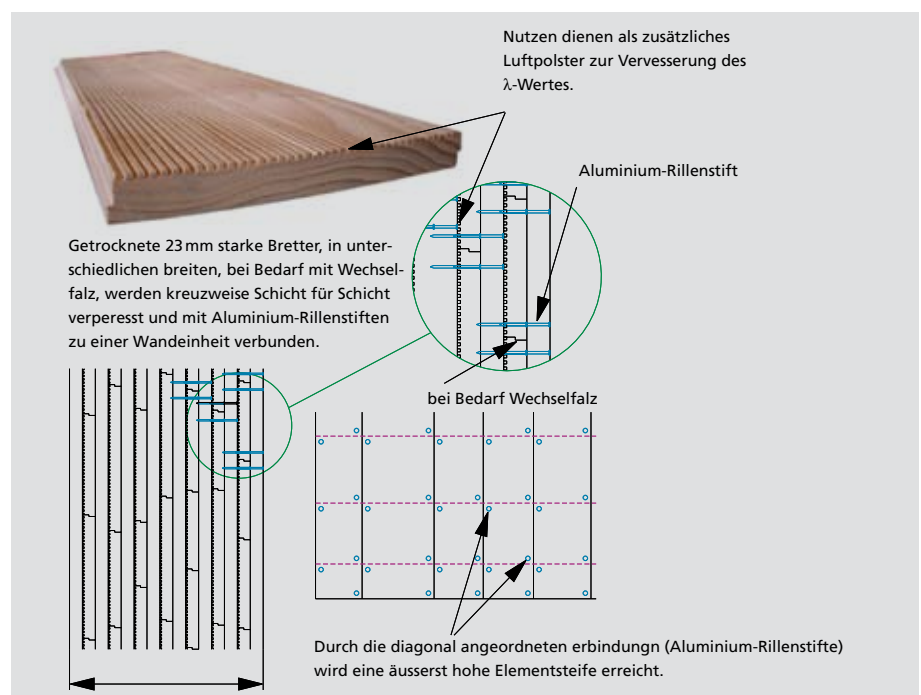 Nutzen dienen als zusätzliches
Luftpolster zur Vervesserung des
λ-Wertes.
Aluminium-Rillenstift
Getrocknete 23 mm starke Bretter, in unter-
schiedlichen breiten, bei Bedarf mit Wechsel-
falz, werden kreuzweise Schicht für Schicht
verperesst und mit Aluminium-Rillenstiften
zu einer Wandeinheit verbunden.
bei Bedarf Wechselfalz
Durch die diagonal angeordneten erbindungn (Aluminium-Rillenstifte)
wird eine äusserst hohe Elementsteife erreicht.